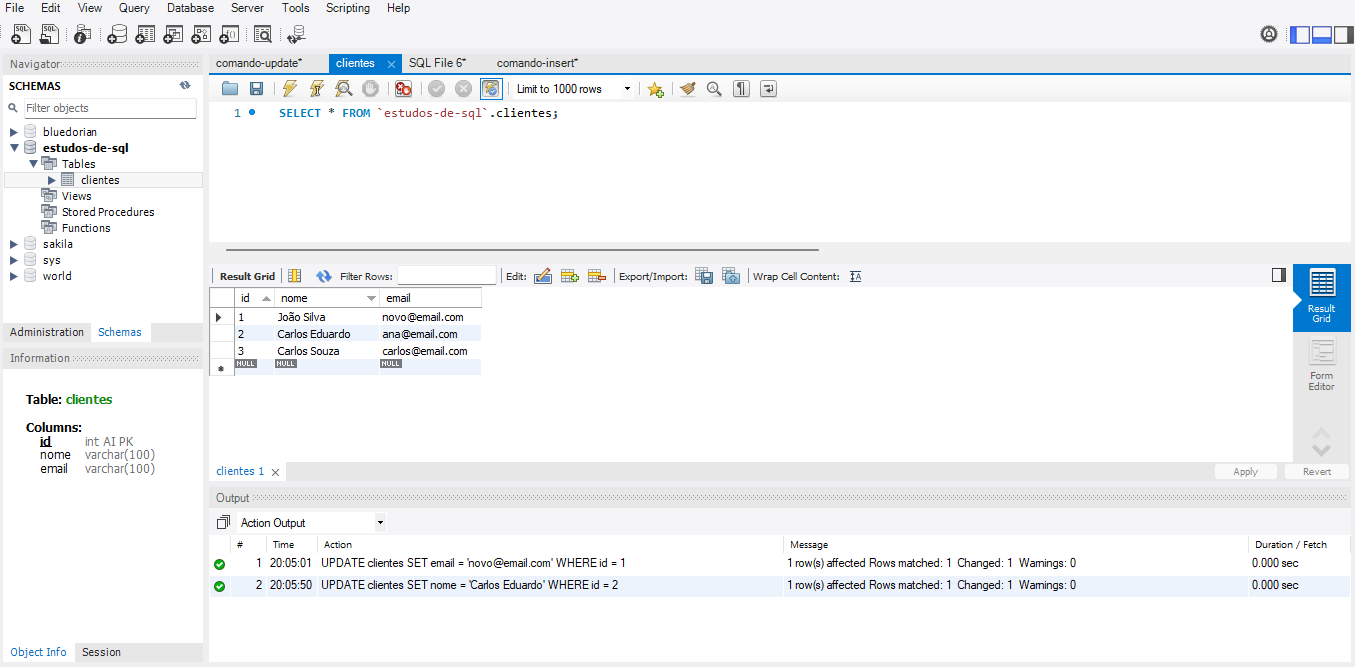 File Edit View Query Database Server Tools Scripting Help
Navigator
SCHEMAS
Filter objects
bluedorian
estudos-de-sql
Tables
clientes
Views
Stored Procedures
Functions
sakila
sys
world
Administration Schemas
Information
Table: clientes
Columns:
id int AI PK
nome varchar(100)
email varchar(100)
Object Info Session
comando-update* clientes SQL File 6* comando-insert*
Limit to 1000 rows
1 SELECT * FROM `estudos-de-sql`.clientes;
Result Grid Filter Rows: Edit: Export/Import: Wrap Cell Content:
id nome email
1 João Silva novo@email.com
2 Carlos Eduardo ana@email.com
3 Carlos Souza carlos@email.com
NULL NULL NULL
Result
Grid
Form
Editor
clientes 1 Apply Revert
Output
Action Output
# Time Action Message Duration / Fetch
1 20:05:01 UPDATE clientes SET email = 'novo@email.com' WHERE id = 1 1 row(s) affected Rows matched: 1 Changed: 1 Warnings: 0 0.000 sec
2 20:05:50 UPDATE clientes SET nome = 'Carlos Eduardo' WHERE id = 2 1 row(s) affected Rows matched: 1 Changed: 1 Warnings: 0 0.000 sec